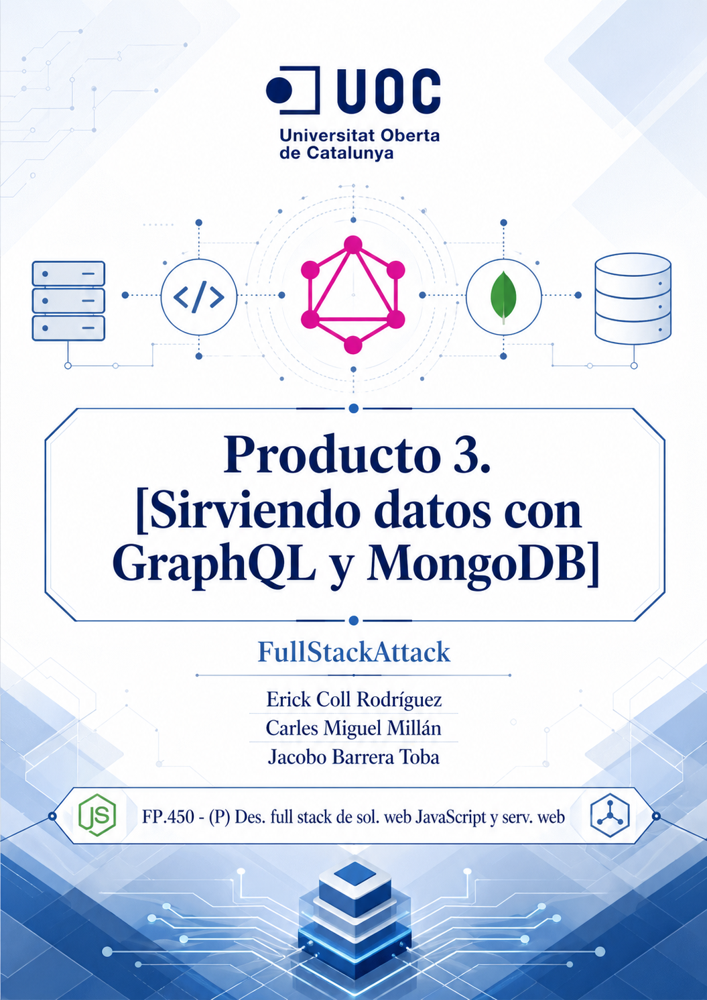 UOC
Universitat Oberta
de Catalunya
</>
Producto 3.
[Sirviendo datos con
GraphQL y MongoDB]
FullStackAttack
Erick Coll Rodríguez
Carles Miguel Millán
Jacobo Barrera Toba
JS
FP.450 - (P) Des. full stack de sol. web JavaScript y serv. web